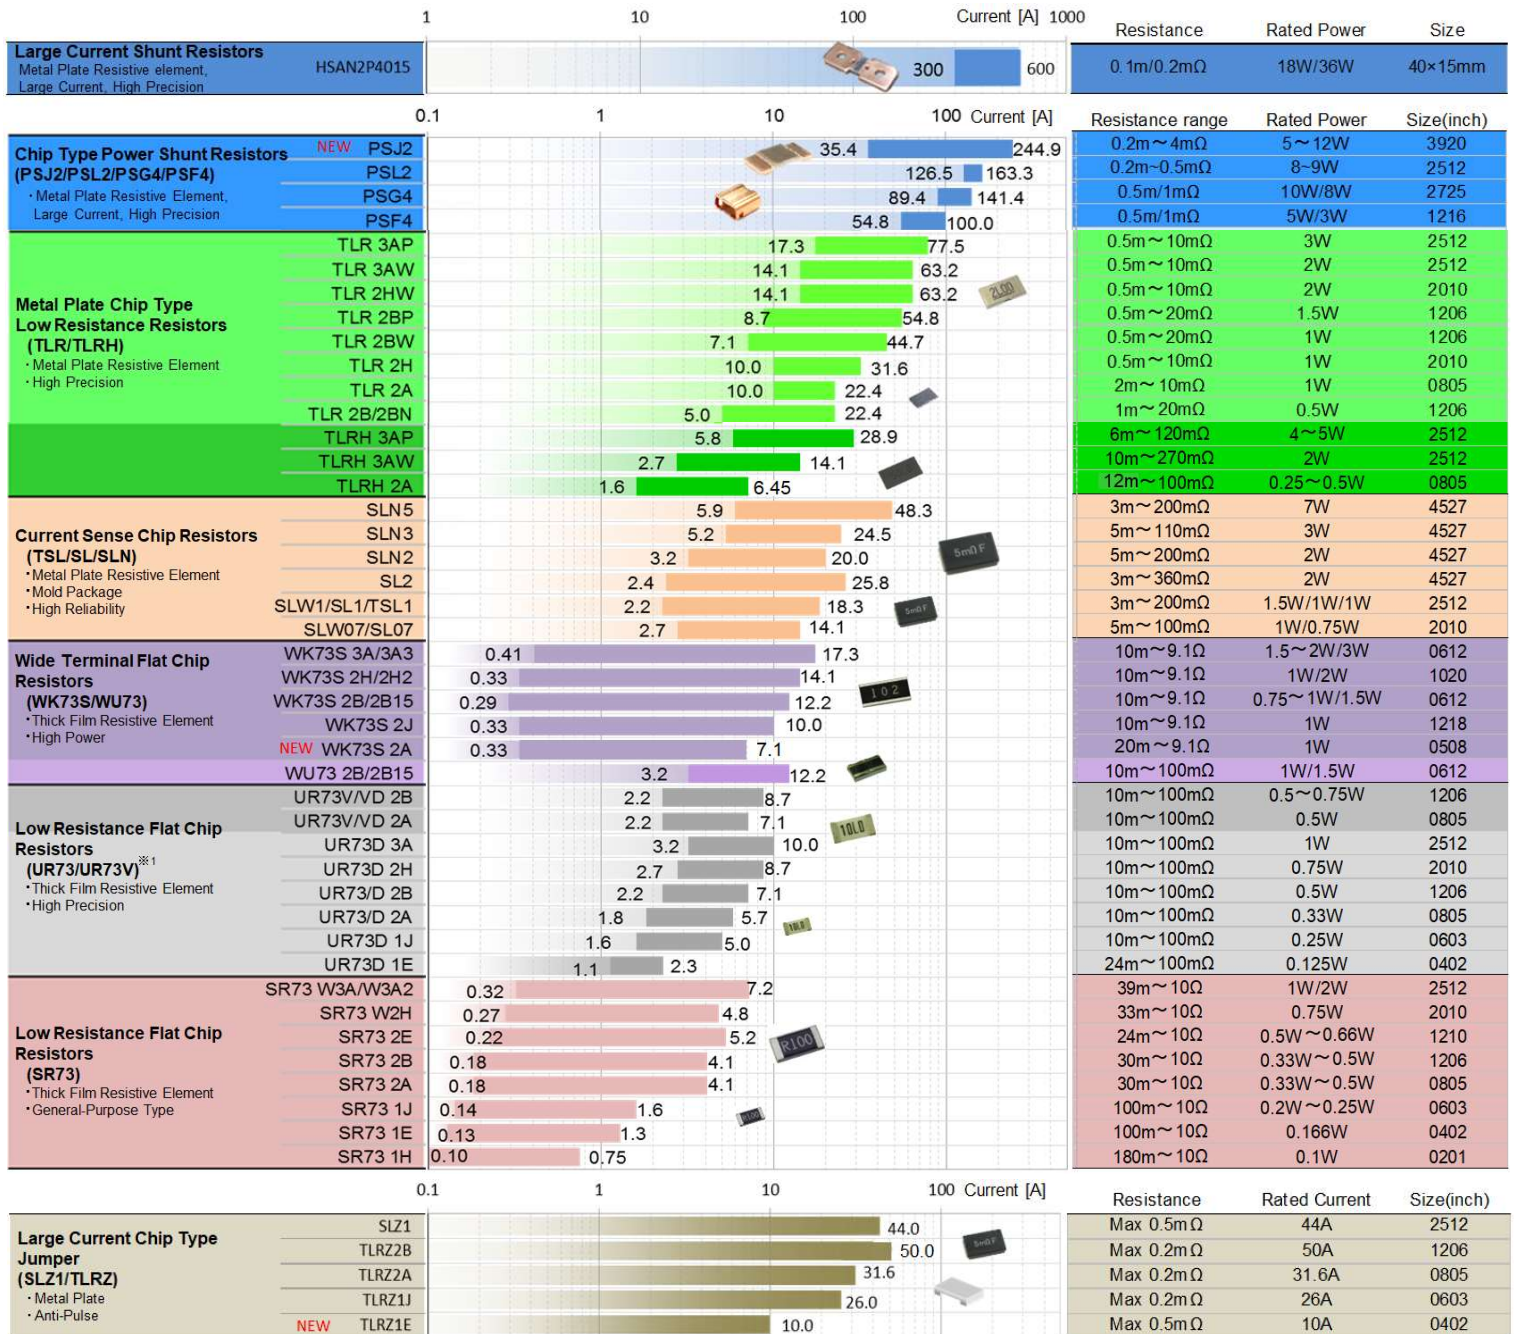 1 10 100 Current [A] 1000
Resistance Rated Power Size
Large Current Shunt Resistors
Metal Plate Resistive element,
Large Current, High Precision
HSAN2P4015 300 600 0.1m/0.2mΩ 18W/36W 40×15mm
0.1 1 10 100 Current [A]
Resistance range Rated Power Size(inch)
Chip Type Power Shunt Resistors
(PSJ2/PSL2/PSG4/PSF4)
・Metal Plate Resistive Element,
Large Current, High Precision
NEW PSJ2 35.4 244.9 0.2m～4mΩ 5～12W 3920
PSL2 126.5 163.3 0.2m~0.5mΩ 8~9W 2512
PSG4 89.4 141.4 0.5m/1mΩ 10W/8W 2725
PSF4 54.8 100.0 0.5m/1mΩ 5W/3W 1216
Metal Plate Chip Type
Low Resistance Resistors
(TLR/TLRH)
・Metal Plate Resistive Element
・High Precision
TLR 3AP 17.3 77.5 0.5m～10mΩ 3W 2512
TLR 3AW 14.1 63.2 0.5m～10mΩ 2W 2512
TLR 2HW 14.1 63.2 0.5m～10mΩ 2W 2010
2L00
TLR 2BP 8.7 54.8 0.5m～20mΩ 1.5W 1206
TLR 2BW 7.1 44.7 0.5m～20mΩ 1W 1206
TLR 2H 10.0 31.6 0.5m～10mΩ 1W 2010
TLR 2A 10.0 22.4 2m～10mΩ 1W 0805
TLR 2B/2BN 5.0 22.4 1m～20mΩ 0.5W 1206
TLRH 3AP 5.8 28.9 6m～120mΩ 4～5W 2512
TLRH 3AW 2.7 14.1 10m～270mΩ 2W 2512
TLRH 2A 1.6 6.45 12m～100mΩ 0.25～0.5W 0805
Current Sense Chip Resistors
(TSL/SL/SLN)
・Metal Plate Resistive Element
・Mold Package
・High Reliability
SLN5 5.9 48.3 3m～200mΩ 7W 4527
SLN3 5.2 24.5 5m～110mΩ 3W 4527
SLN2 3.2 20.0 5m～200mΩ 2W 4527
5mΩF
SL2 2.4 25.8 3m～360mΩ 2W 4527
SLW1/SL1/TSL1 2.2 18.3 3m～200mΩ 1.5W/1W/1W 2512
5mΩF
SLW07/SL07 2.7 14.1 5m～100mΩ 1W/0.75W 2010
Wide Terminal Flat Chip
Resistors
(WK73S/WU73)
・Thick Film Resistive Element
・High Power
WK73S 3A/3A3 0.41 17.3 10m～9.1Ω 1.5～2W/3W 0612
WK73S 2H/2H2 0.33 14.1 10m～9.1Ω 1W/2W 1020
102
WK73S 2B/2B15 0.29 12.2 10m～9.1Ω 0.75～1W/1.5W 0612
WK73S 2J 0.33 10.0 10m～9.1Ω 1W 1218
NEW WK73S 2A 0.33 7.1 20m～9.1Ω 1W 0508
WU73 2B/2B15 3.2 12.2 10m～100mΩ 1W/1.5W 0612
Low Resistance Flat Chip
Resistors
(UR73/UR73V)※1
・Thick Film Resistive Element
・High Precision
UR73V/VD 2B 2.2 8.7 10m～100mΩ 0.5～0.75W 1206
UR73V/VD 2A 2.2 7.1 10m～100mΩ 0.5W 0805
10L0
UR73D 3A 3.2 10.0 10m～100mΩ 1W 2512
UR73D 2H 2.7 8.7 10m～100mΩ 0.75W 2010
UR73/D 2B 2.2 7.1 10m～100mΩ 0.5W 1206
UR73/D 2A 1.8 5.7 10m～100mΩ 0.33W 0805
10L0
UR73D 1J 1.6 5.0 10m～100mΩ 0.25W 0603
UR73D 1E 1.1 2.3 24m～100mΩ 0.125W 0402
Low Resistance Flat Chip
Resistors
(SR73)
・Thick Film Resistive Element
・General-Purpose Type
SR73 W3A/W3A2 0.32 7.2 39m～10Ω 1W/2W 2512
SR73 W2H 0.27 4.8 33m～10Ω 0.75W 2010
SR73 2E 0.22 5.2 24m～10Ω 0.5W～0.66W 1210
R100
SR73 2B 0.18 4.1 30m～10Ω 0.33W～0.5W 1206
SR73 2A 0.18 4.1 30m～10Ω 0.33W～0.5W 0805
SR73 1J 0.14 1.6 100m～10Ω 0.2W～0.25W 0603
R100
SR73 1E 0.13 1.3 100m～10Ω 0.166W 0402
SR73 1H 0.10 0.75 180m～10Ω 0.1W 0201
0.1 1 10 100 Current [A]
Resistance Rated Current Size(inch)
Large Current Chip Type
Jumper
(SLZ1/TLRZ)
・Metal Plate
・Anti-Pulse
SLZ1 44.0 Max 0.5mΩ 44A 2512
5mΩF
TLRZ2B 50.0 Max 0.2mΩ 50A 1206
TLRZ2A 31.6 Max 0.2mΩ 31.6A 0805
TLRZ1J 26.0 Max 0.2mΩ 26A 0603
NEW TLRZ1E 10.0 Max 0.5mΩ 10A 0402